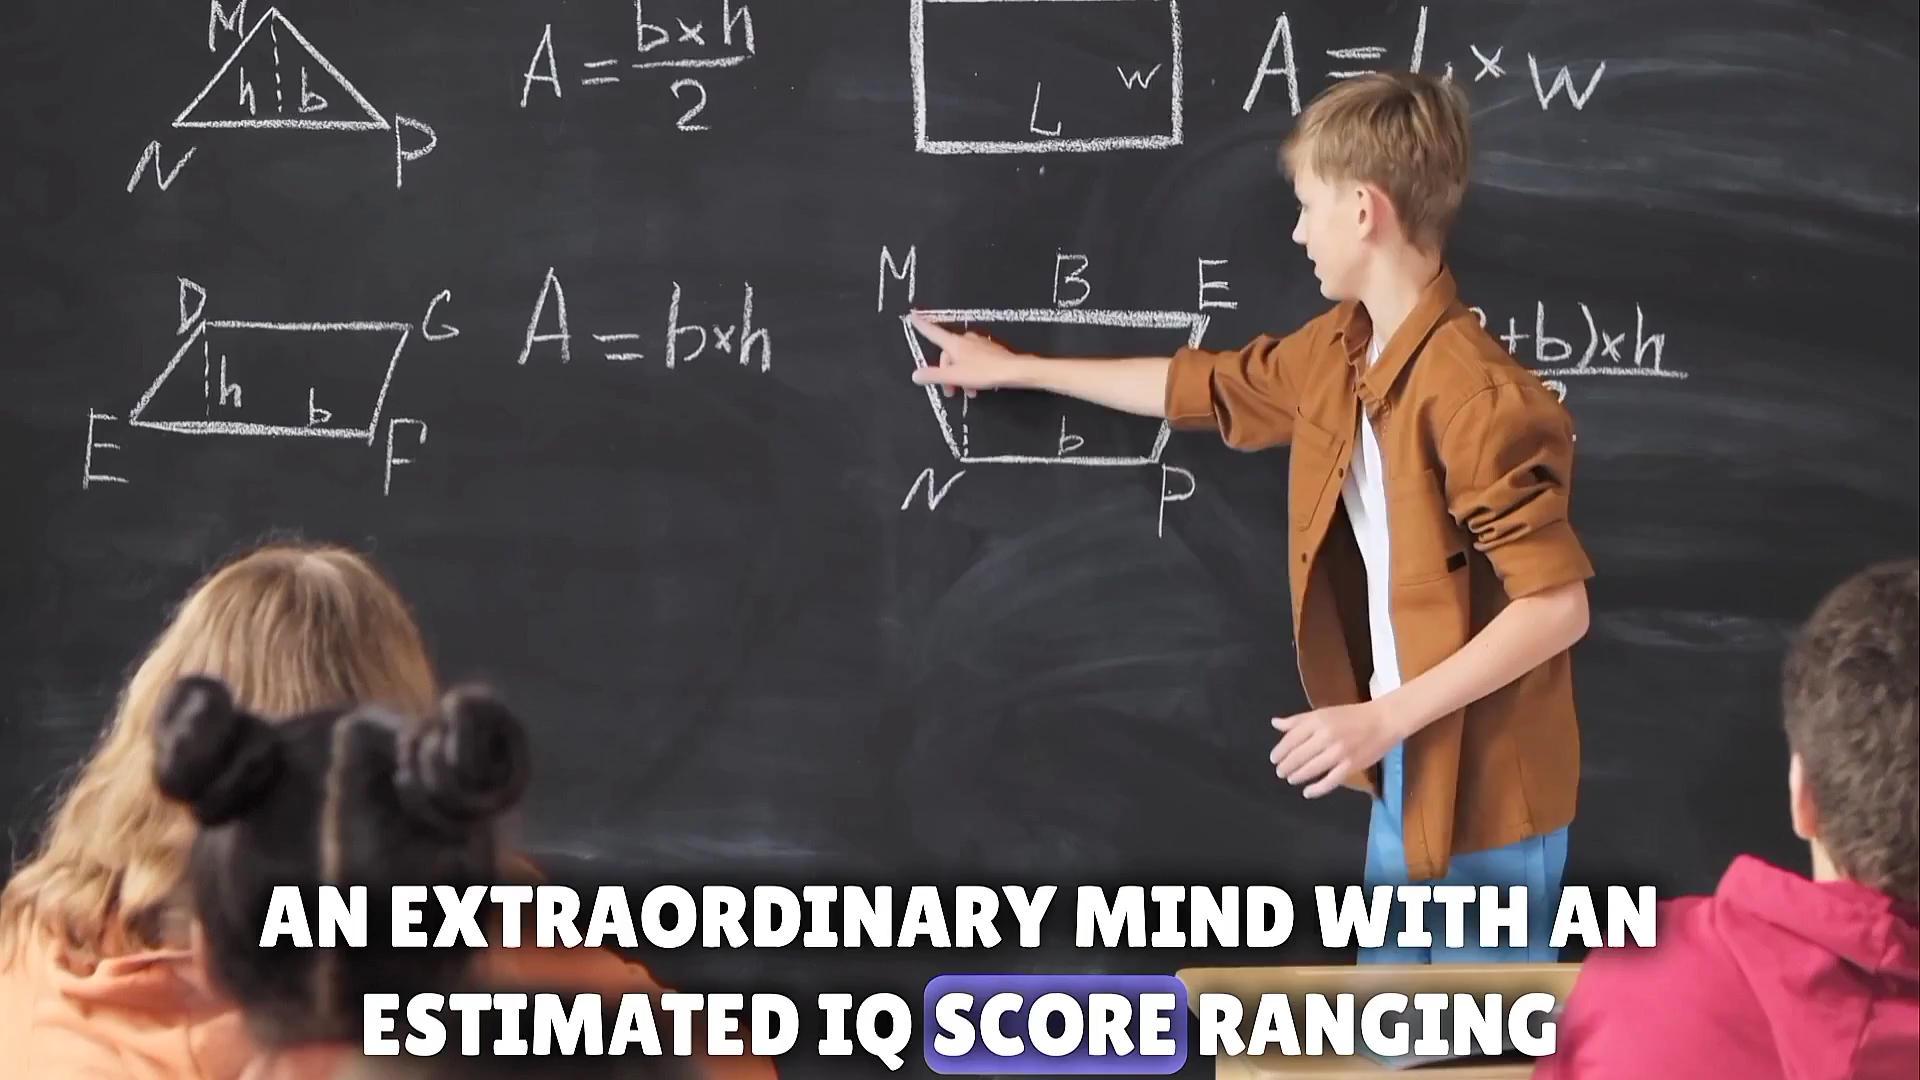 M
A = b×h
2
h b
N P
L w
A = L × w
D G
h b
E F
A = b×h
M B E
b
N P
+b)×h
AN EXTRAORDINARY MIND WITH AN
ESTIMATED IQ SCORE RANGING